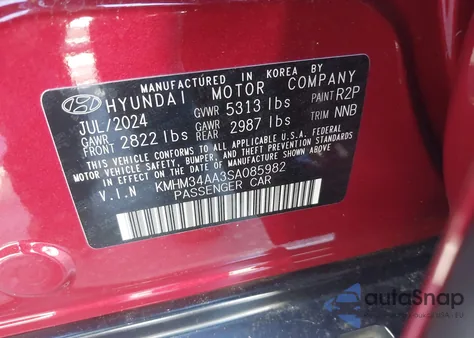 MANUFACTURED IN KOREA BY
HYUNDAI MOTOR COMPANY
JUL/2024 GVWR 5313 lbs PAINT R2P
GAWR FRONT 2822 lbs GAWR REAR 2987 lbs TRIM NNB
THIS VEHICLE CONFORMS TO ALL APPLICABLE U.S.A. FEDERAL
MOTOR VEHICLE SAFETY, BUMPER, AND THEFT PREVENTION
STANDARDS IN EFFECT ON THE DATE OF MANUFACTURE SHOWN ABOVE.
V.I.N KMHM34AA3SA085982
PASSENGER CAR
autoSnap